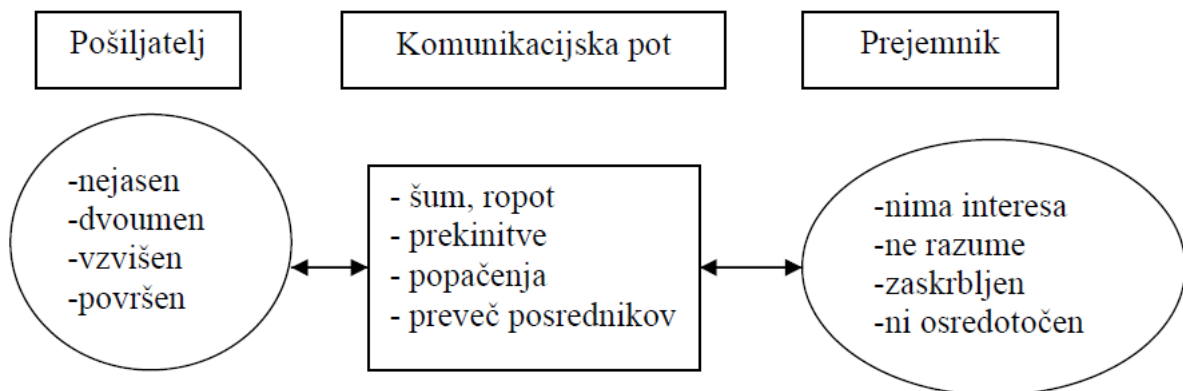 Pošiljatelj
Komunikacijska pot
Prejemnik
-nejasen
-dvoumen
-vzvišen
-površen
- šum, ropot
- prekinitve
- popačenja
- preveč posrednikov
-nima interesa
-ne razume
-zaskrbljen
-ni osredotočen